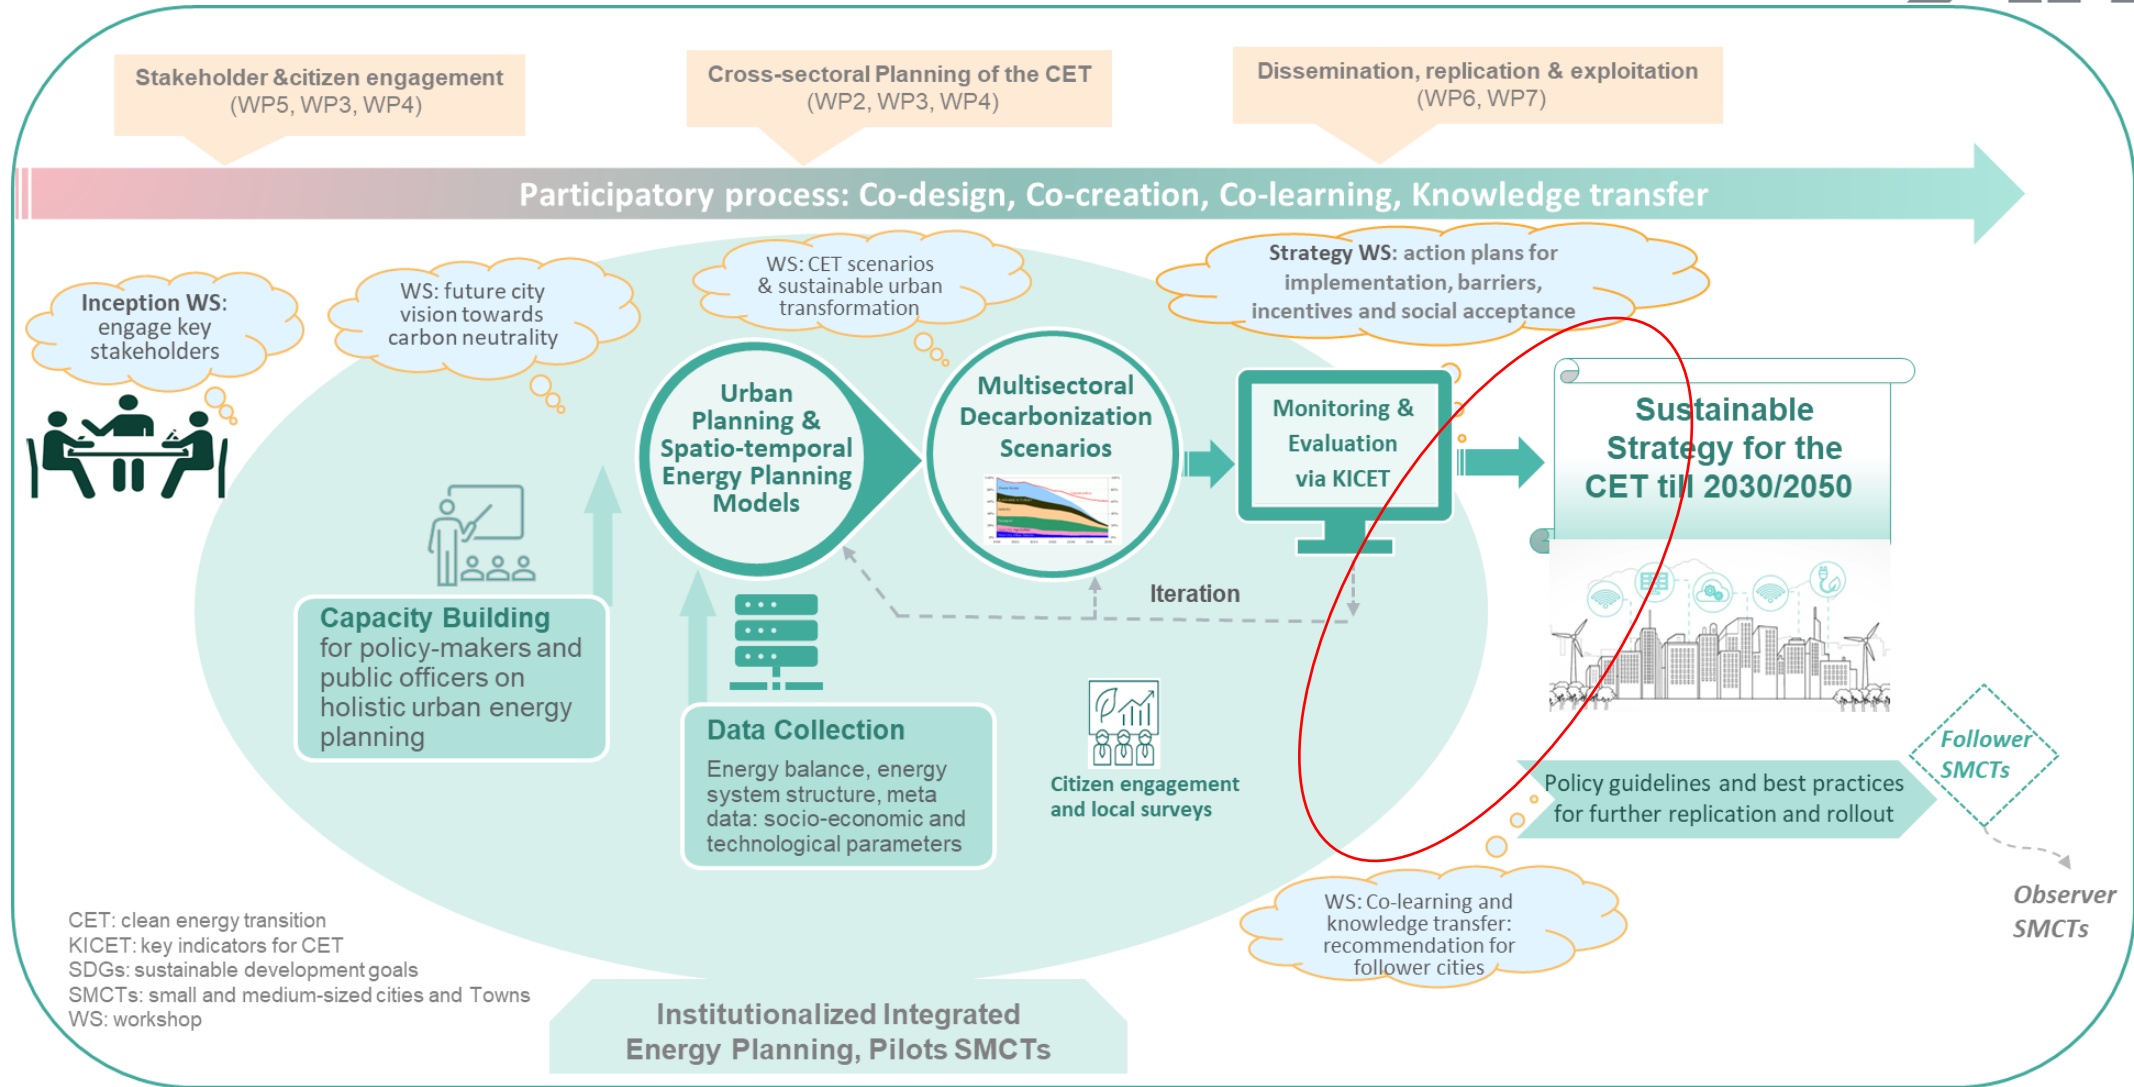 Stakeholder &citizen engagement
(WP5, WP3, WP4)
Cross-sectoral Planning of the CET
(WP2, WP3, WP4)
Dissemination, replication & exploitation
(WP6, WP7)
Participatory process: Co-design, Co-creation, Co-learning, Knowledge transfer
Inception WS:
engage key
stakeholders
WS: future city
vision towards
carbon neutrality
WS: CET scenarios
& sustainable urban
transformation
Strategy WS: action plans for
implementation, barriers,
incentives and social acceptance
Urban
Planning &
Spatio-temporal
Energy Planning
Models
Multisectoral
Decarbonization
Scenarios
Monitoring &
Evaluation
via KICET
Sustainable
Strategy for the
CET till 2030/2050
Iteration
Capacity Building
for policy-makers and
public officers on
holistic urban energy
planning
Data Collection
Energy balance, energy
system structure, meta
data: socio-economic and
technological parameters
Citizen engagement
and local surveys
Policy guidelines and best practices
for further replication and rollout
Follower
SMCTs
Observer
SMCTs
WS: Co-learning and
knowledge transfer:
recommendation for
follower cities
CET: clean energy transition
KICET: key indicators for CET
SDGs: sustainable development goals
SMCTs: small and medium-sized cities and Towns
WS: workshop
Institutionalized Integrated
Energy Planning, Pilots SMCTs